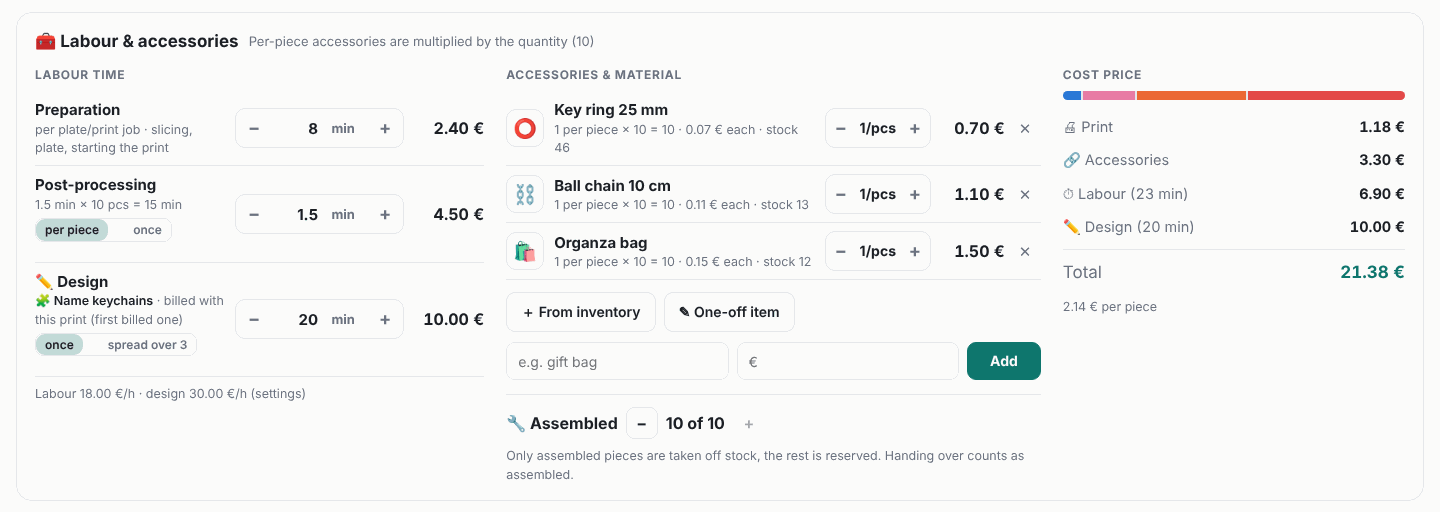 🧰 Labour & accessories Per-piece accessories are multiplied by the quantity (10)
LABOUR TIME
Preparation
per plate/print job · slicing,
plate, starting the print
− 8 min + 2.40 €
Post-processing
1.5 min × 10 pcs = 15 min
per piece once
− 1.5 min + 4.50 €
✏️ Design
🧩 Name keychains · billed with
this print (first billed one)
once spread over 3
− 20 min + 10.00 €
Labour 18.00 €/h · design 30.00 €/h (settings)
ACCESSORIES & MATERIAL
Key ring 25 mm
1 per piece × 10 = 10 · 0.07 € each · stock
46
− 1/pcs + 0.70 € ×
Ball chain 10 cm
1 per piece × 10 = 10 · 0.11 € each · stock 13
− 1/pcs + 1.10 € ×
Organza bag
1 per piece × 10 = 10 · 0.15 € each · stock 12
− 1/pcs + 1.50 € ×
+ From inventory ✎ One-off item
e.g. gift bag € Add
🔧 Assembled − 10 of 10 +
Only assembled pieces are taken off stock, the rest is reserved. Handing over counts as
assembled.
COST PRICE
🖨 Print 1.18 €
🔗 Accessories 3.30 €
⏱ Labour (23 min) 6.90 €
✏️ Design (20 min) 10.00 €
Total 21.38 €
2.14 € per piece